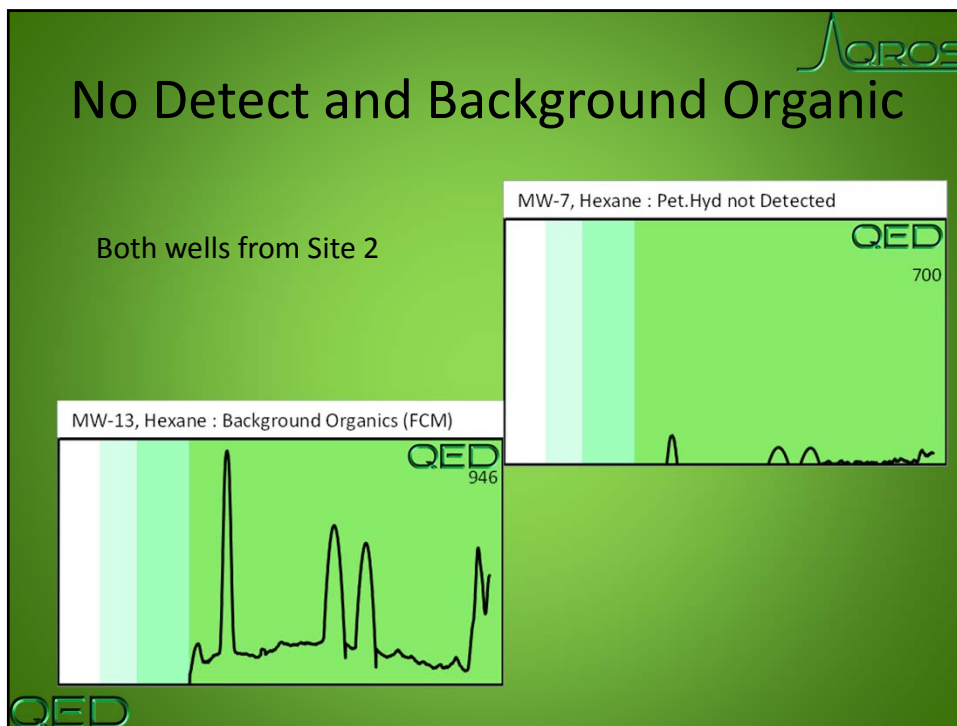 QROS
No Detect and Background Organic
Both wells from Site 2
MW-7, Hexane : Pet.Hyd not Detected
QED
700
MW-13, Hexane : Background Organics (FCM)
QED
946
QED